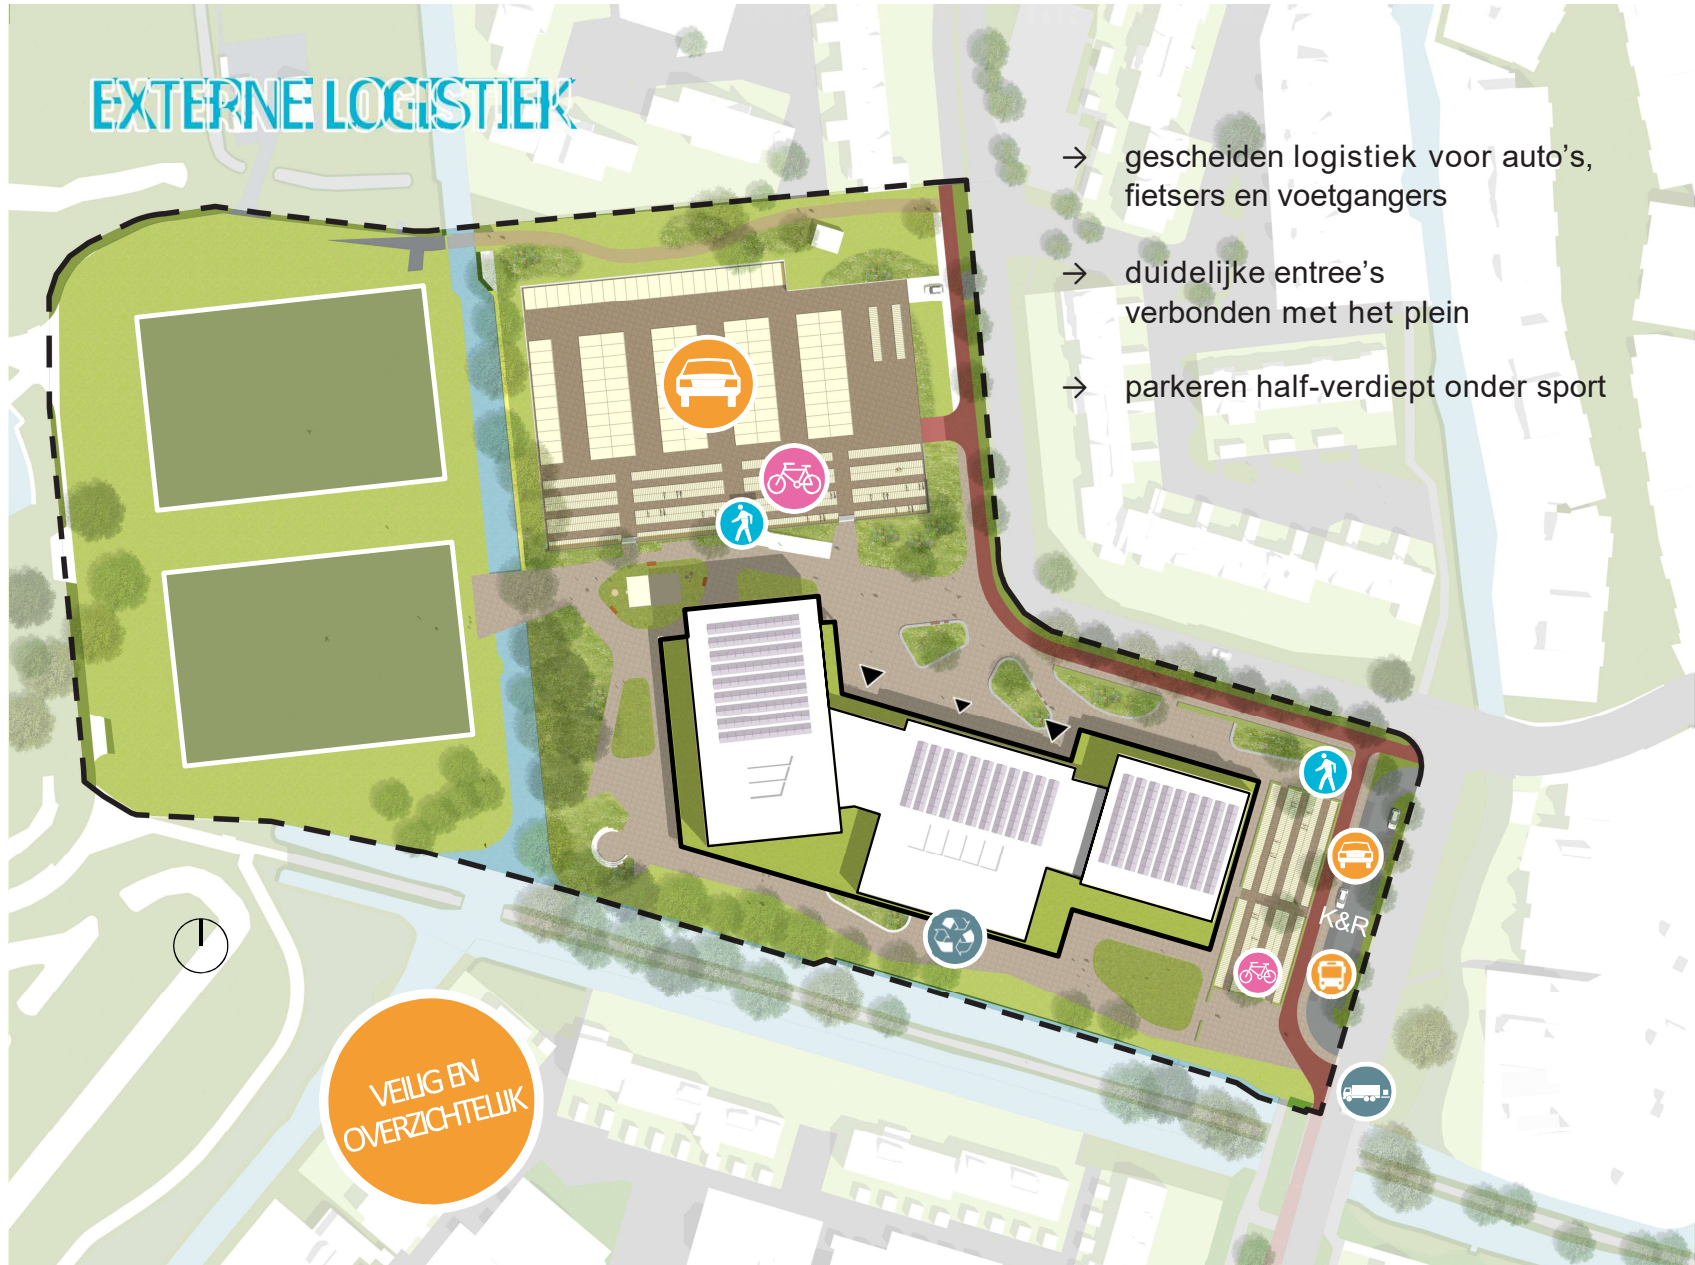 EXTERNE LOGISTIEK
→ gescheiden logistiek voor auto's,
fietsers en voetgangers
→ duidelijke entree's
verbonden met het plein
→ parkeren half-verdiept onder sport
K&R
VEILIG EN
OVERZICHTELIJK